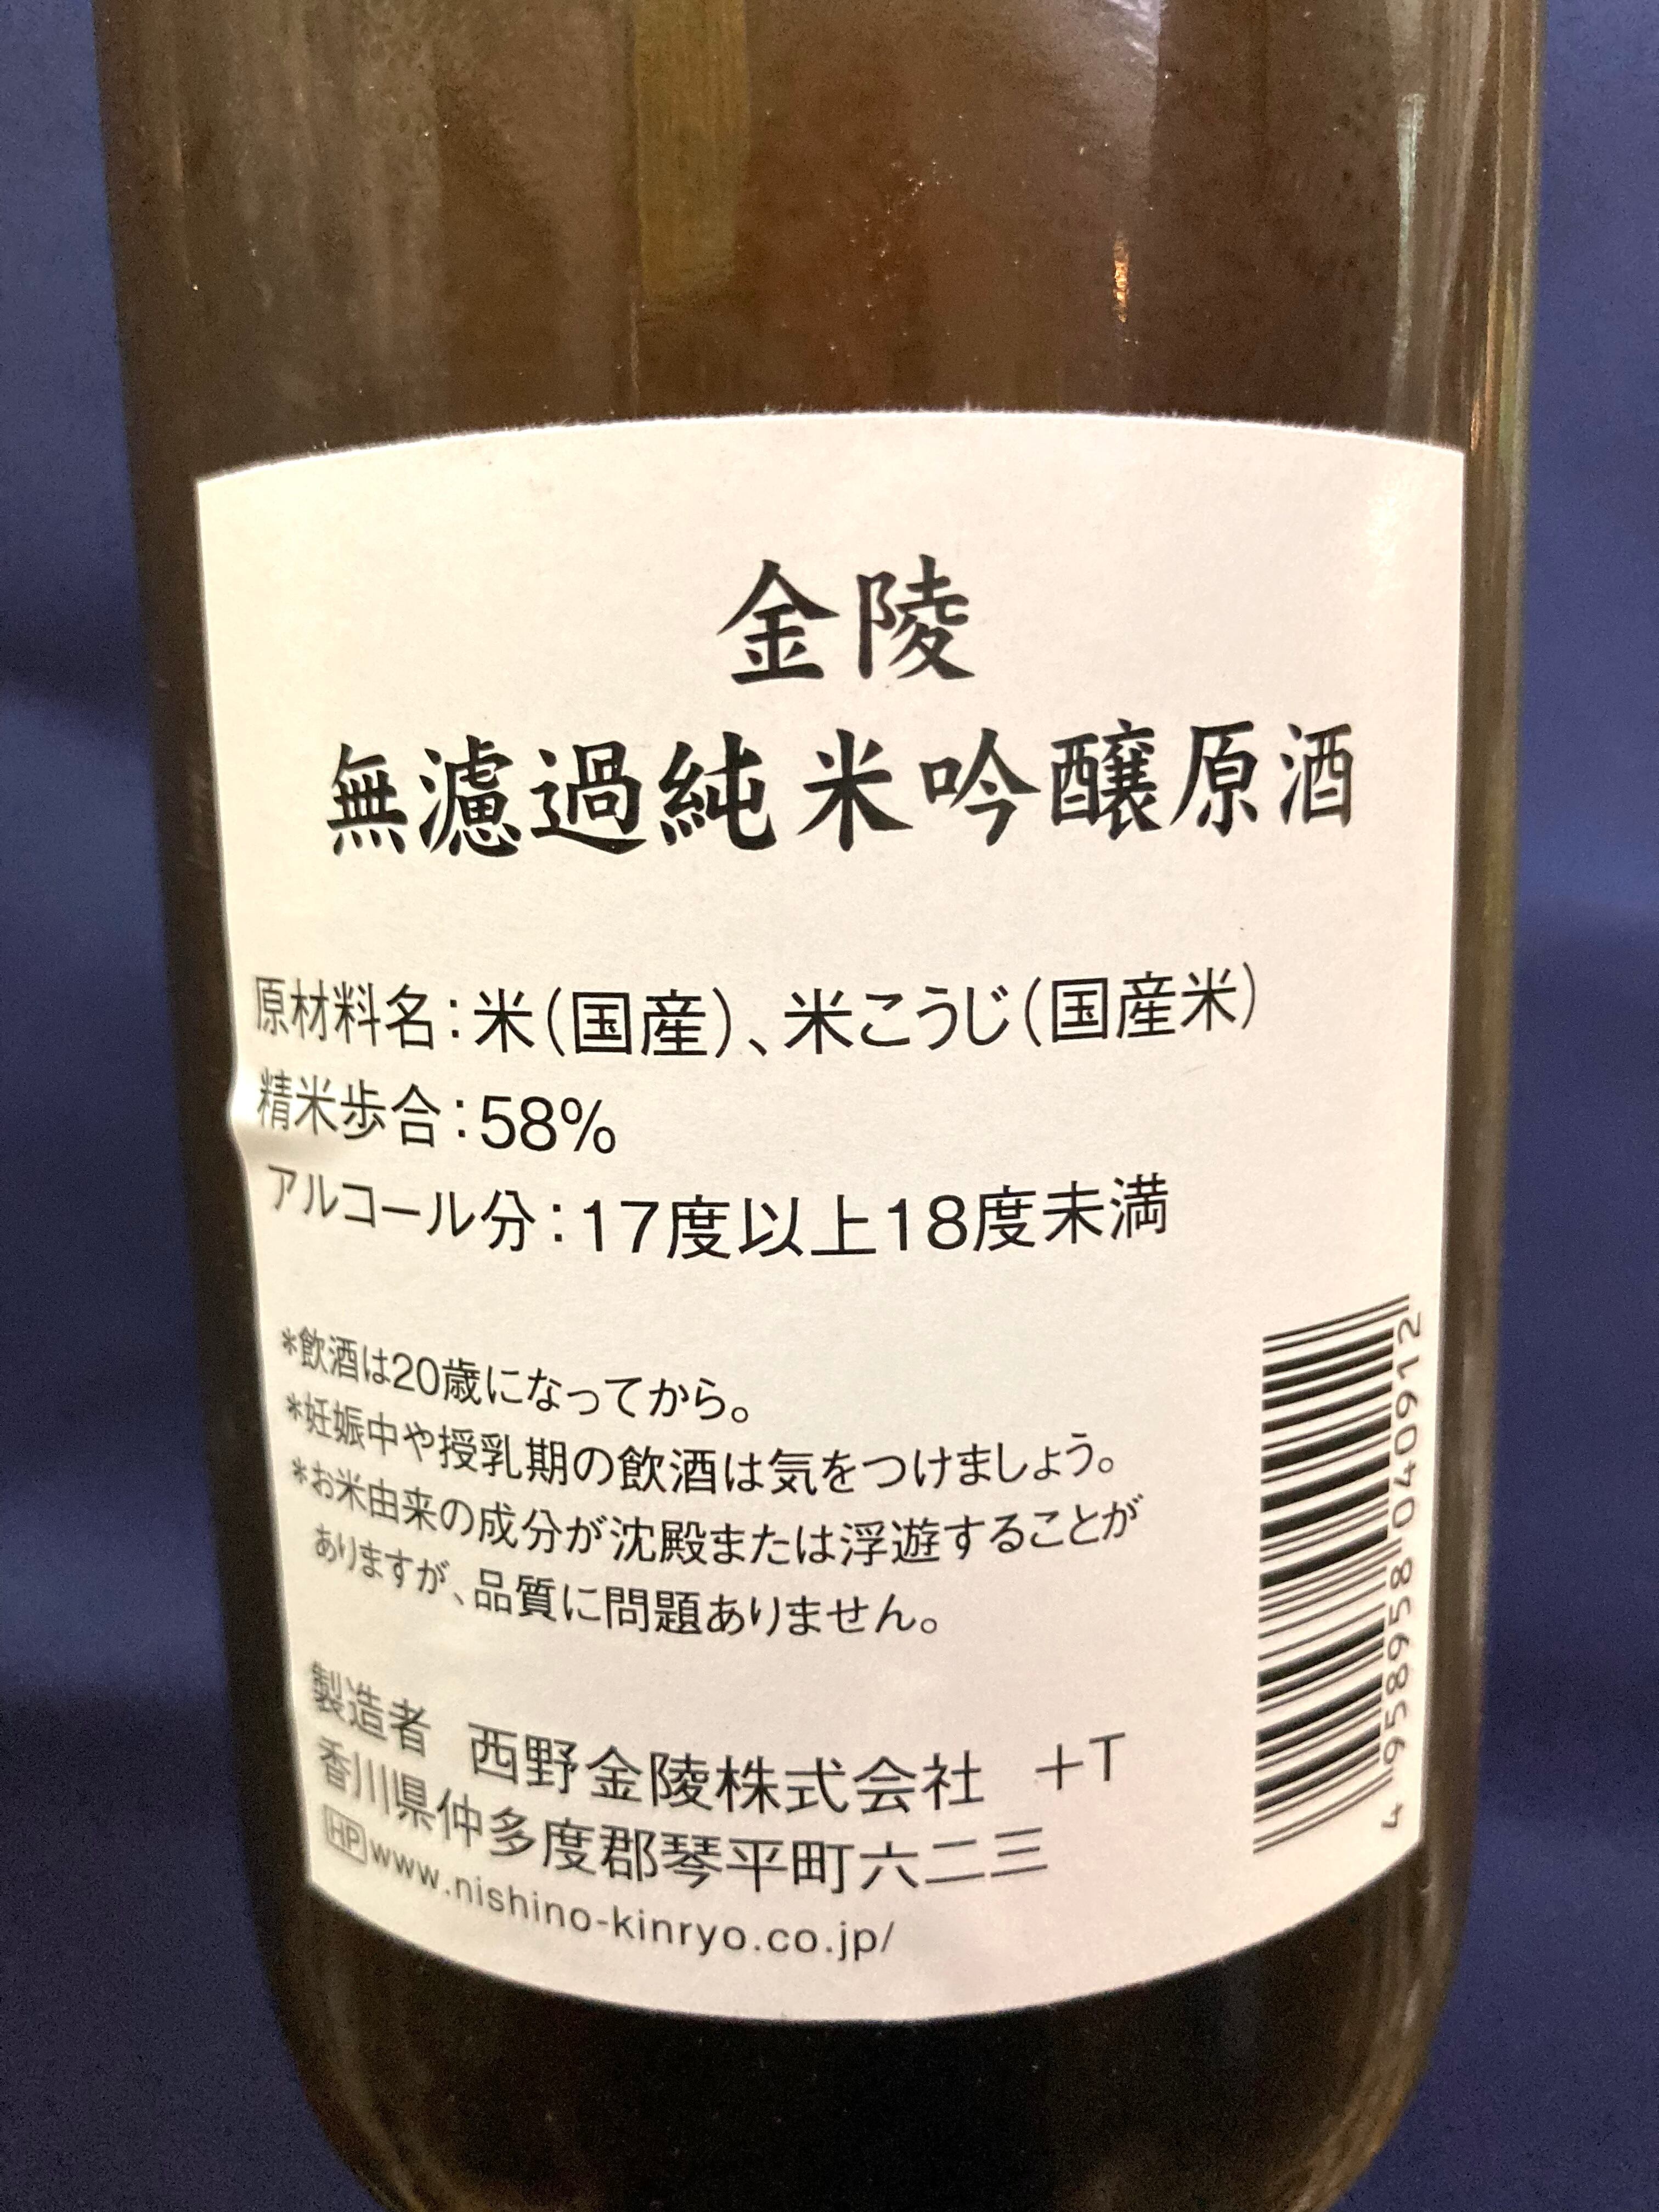 金陵
無濾過純米吟醸原酒
原材料名：米（国産）、米こうじ（国産米）
精米歩合：58%
アルコール分：17度以上18度未満
*飲酒は20歳になってから。
*妊娠中や授乳期の飲酒は気をつけましょう。
*お米由来の成分が沈殿または浮遊することが
ありますが、品質に問題ありません。
製造者 西野金陵株式会社 +T
香川県仲多度郡琴平町六二三
HP www.nishino-kinryo.co.jp/
4 958958 040912